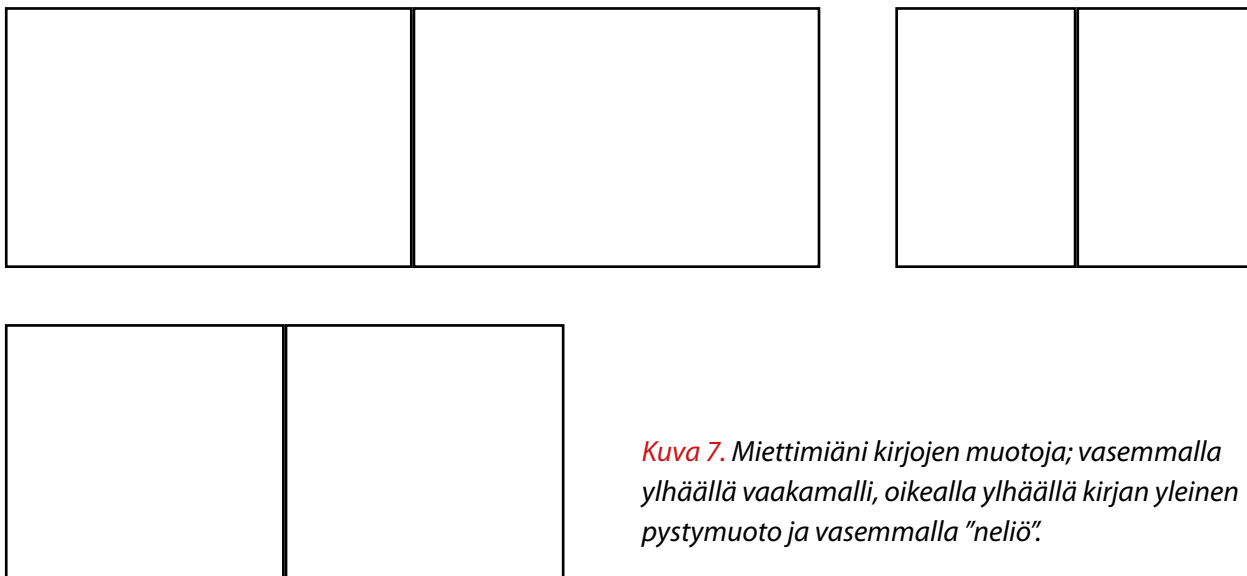 Kuva 7. Miettimiäni kirjojen muotoja; vasemmalla
ylhäällä vaakamalli, oikealla ylhäällä kirjan yleinen
pystymuoto ja vasemmalla ”neliö”.